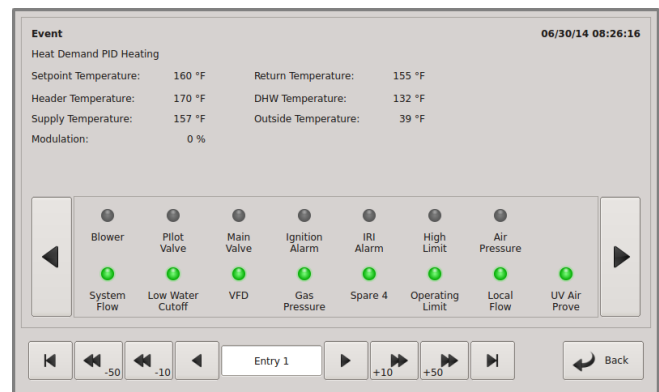 Event 06/30/14 08:26:16
Heat Demand PID Heating
Setpoint Temperature: 160 °F Return Temperature: 155 °F
Header Temperature: 170 °F DHW Temperature: 132 °F
Supply Temperature: 157 °F Outside Temperature: 39 °F
Modulation: 0 %
Blower PIlot Valve Main Valve Ignition Alarm IRI Alarm High Limit Air Pressure
System Flow Low Water Cutoff VFD Gas Pressure Spare 4 Operating Limit Local Flow UV Air Prove
-50 -10 Entry 1 +10 +50 Back